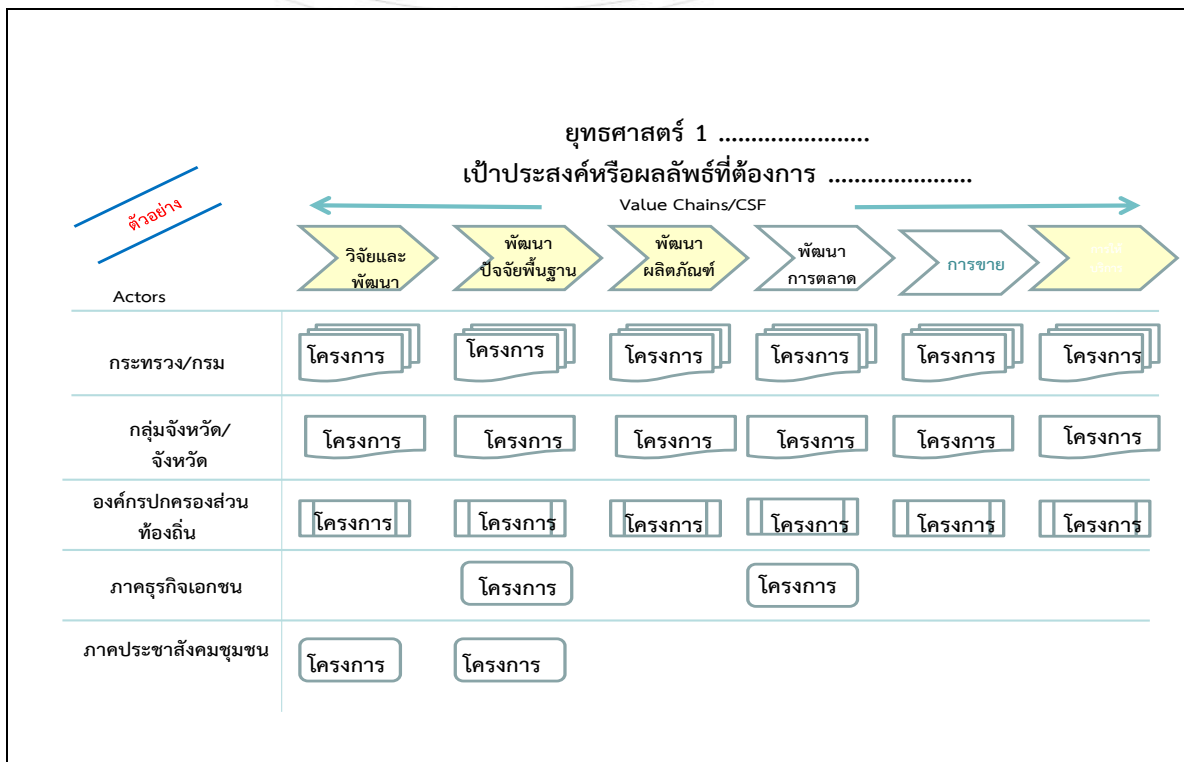 ยุทธศาสตร์ 1 .......................
เป้าประสงค์หรือผลลัพธ์ที่ต้องการ ......................
ตัวอย่าง
Value Chains/CSF
วิจัยและ
พัฒนา
พัฒนา
ปัจจัยพื้นฐาน
พัฒนา
ผลิตภัณฑ์
พัฒนา
การตลาด
การขาย
Actors
กระทรวง/กรม
โครงการ
โครงการ
โครงการ
โครงการ
โครงการ
โครงการ
กลุ่มจังหวัด/
จังหวัด
โครงการ
โครงการ
โครงการ
โครงการ
โครงการ
โครงการ
องค์กรปกครองส่วน
ท้องถิ่น
โครงการ
โครงการ
โครงการ
โครงการ
โครงการ
โครงการ
ภาคธุรกิจเอกชน
โครงการ
โครงการ
ภาคประชาสังคมชุมชน
โครงการ
โครงการ